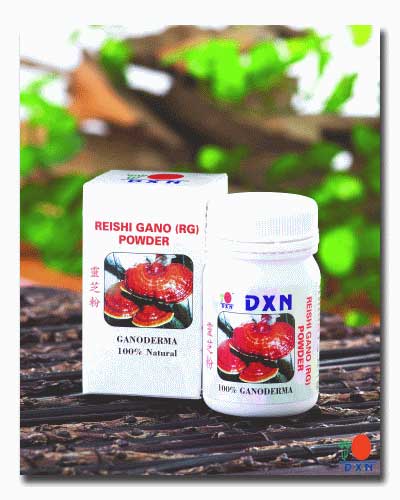 DXN
DXN
REISHI GANO (RG)
POWDER
靈芝粉
GANODERMA
100% Natural
DXN
REISHI GANO (RG)
POWDER
100% GANODERMA
DXN